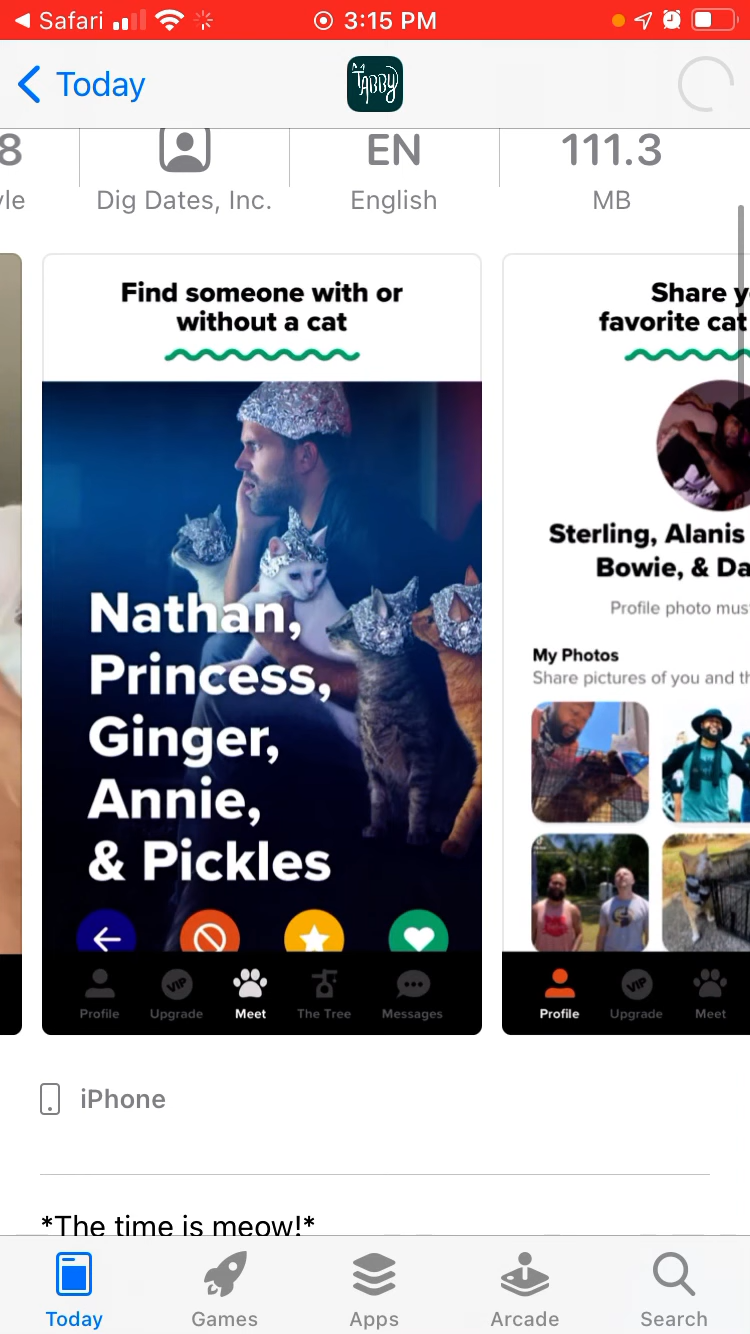 Safari
3:15 PM
Today
TABBY
8
EN
111.3
yle
Dig Dates, Inc.
English
MB
Find someone with or
without a cat
Nathan,
Princess,
Ginger,
Annie,
& Pickles
Profile
VIP
Upgrade
Meet
The Tree
Messages
Share y
favorite cat
Sterling, Alanis
Bowie, & Da
Profile photo mus
My Photos
Share pictures of you and th
Profile
VIP
Upgrade
Meet
iPhone
*The time is meow!*
Today
Games
Apps
Arcade
Search